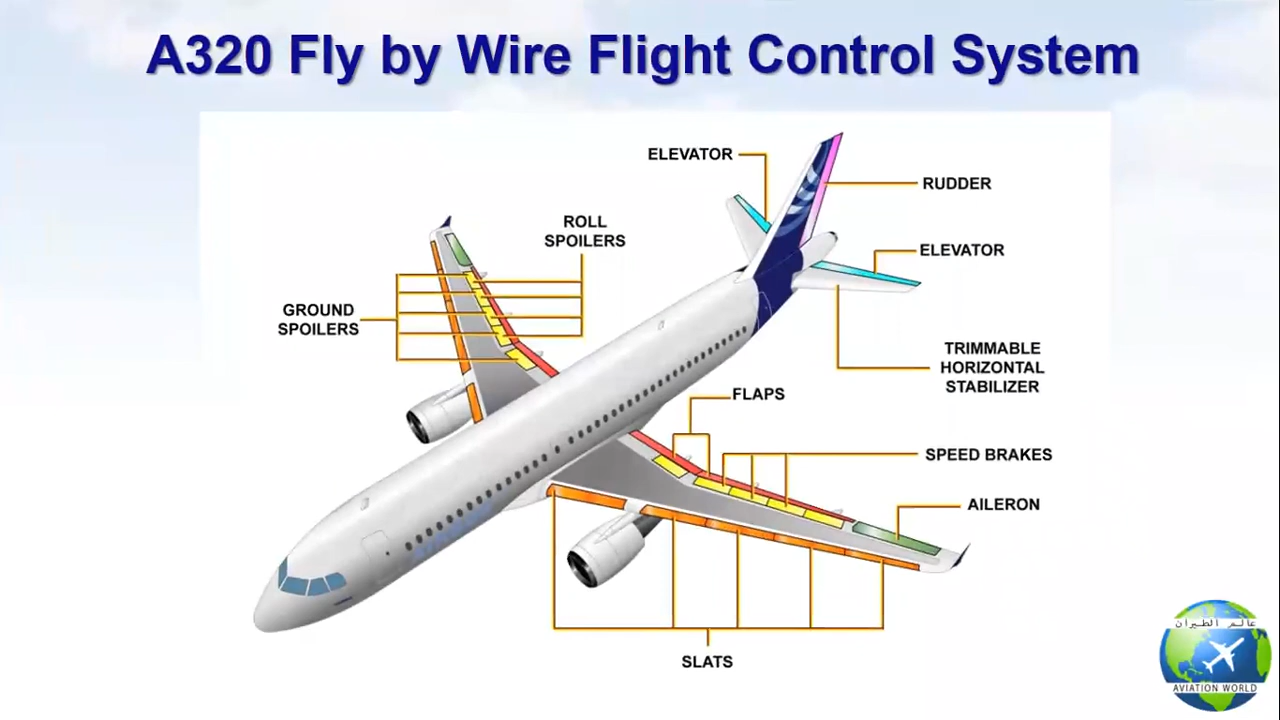 A320 Fly by Wire Flight Control System
ELEVATOR
RUDDER
ROLL
SPOILERS
ELEVATOR
GROUND
SPOILERS
TRIMMABLE
HORIZONTAL
STABILIZER
FLAPS
SPEED BRAKES
AILERON
SLATS
عالم الطيران
AVIATION WORLD